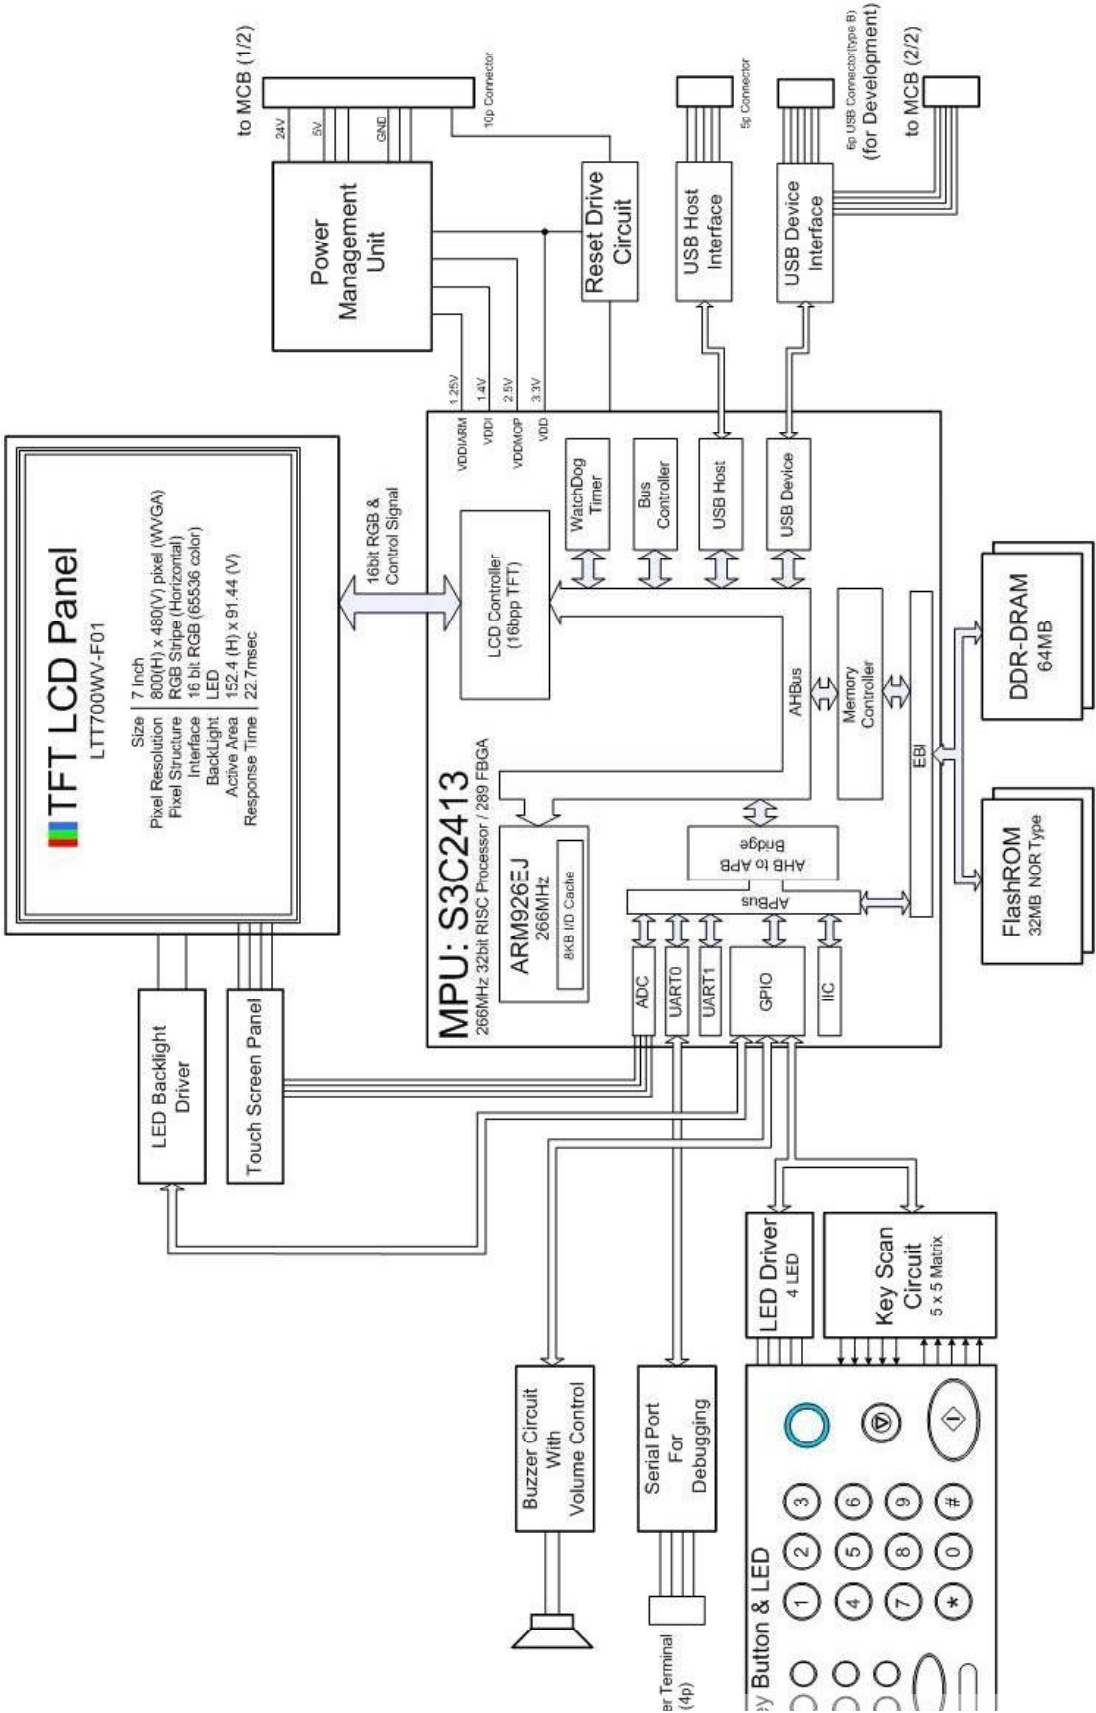 TFT LCD Panel
LTT700WV-F01
Size 7 Inch
Pixel Resolution 800(H) x 480(V) pixel (WVGA)
Pixel Structure RGB Stripe (Horizontal)
Interface 16 bit RGB (65536 color)
BackLight LED
Active Area 152.4 (H) x 91.44 (V)
Response Time 22.7msec
LED Backlight
Driver
Touch Screen Panel
16bit RGB &
Control Signal
to MCB (1/2)
24V
5V
GND
10p Connector
Power
Management
Unit
Reset Drive
Circuit
1.25V
1.4V
2.5V
3.3V
VDDIARM
VDDI
VDDMOP
VDD
MPU: S3C2413
266MHz 32bit RISC Processor / 289 FBGA
ARM926EJ
266MHz
8KB I/D Cache
LCD Controller
(16bpp TFT)
WatchDog
Timer
Bus
Controller
USB Host
USB Device
USB Host
Interface
5p Connector
USB Device
Interface
6p USB Connector(type B)
(for Development)
to MCB (2/2)
AHBus
AHB to APB
Bridge
APBus
Memory
Controller
EBI
ADC
UART0
UART1
GPIO
IIC
FlashROM
32MB NOR Type
DDR-DRAM
64MB
Buzzer Circuit
With
Volume Control
Serial Port
For
Debugging
er Terminal
(4p)
LED Driver
4 LED
Key Scan
Circuit
5 x 5 Matrix
ey Button & LED
1 2 3
4 5 6
7 8 9
* 0 #